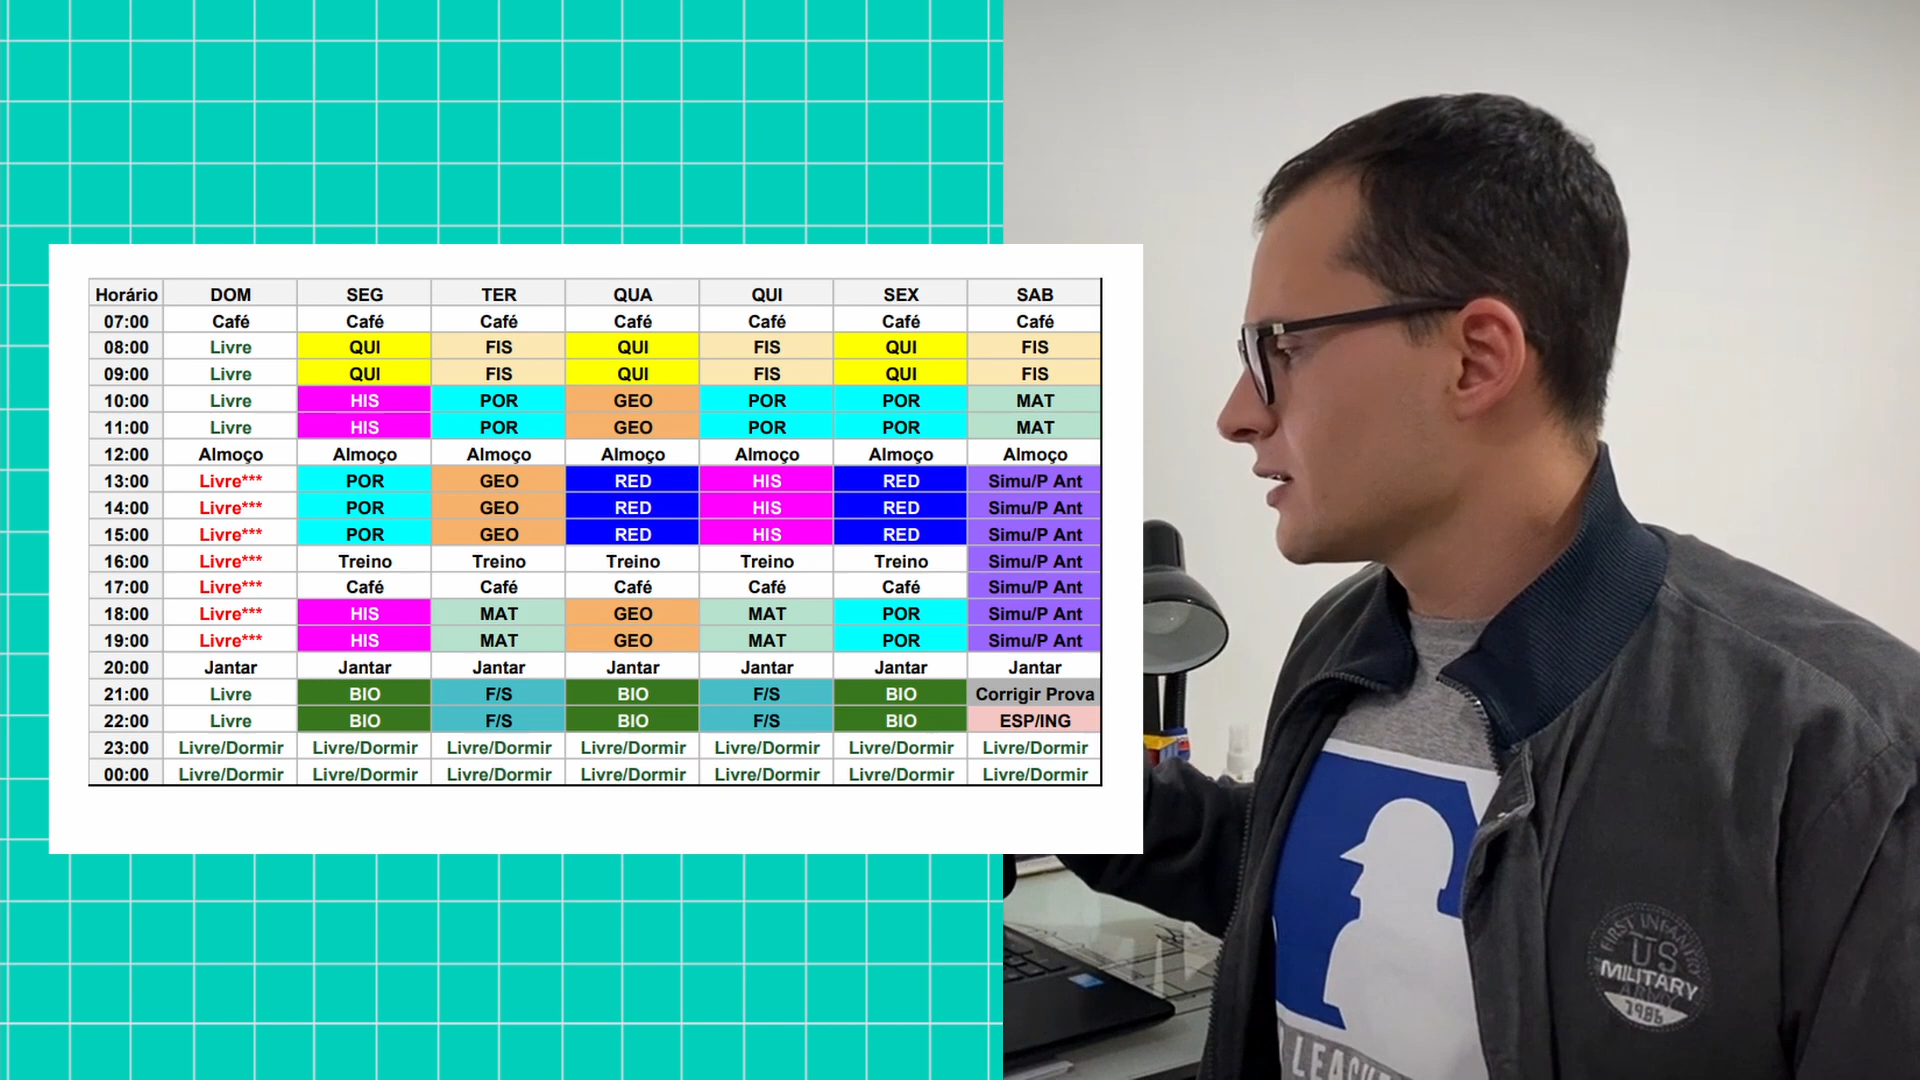 Horário DOM SEG TER QUA QUI SEX SAB
07:00 Café Café Café Café Café Café Café
08:00 Livre QUI FIS QUI FIS QUI FIS
09:00 Livre QUI FIS QUI FIS QUI FIS
10:00 Livre HIS POR GEO POR POR MAT
11:00 Livre HIS POR GEO POR POR MAT
12:00 Almoço Almoço Almoço Almoço Almoço Almoço Almoço
13:00 Livre*** POR GEO RED HIS RED Simu/P Ant
14:00 Livre*** POR GEO RED HIS RED Simu/P Ant
15:00 Livre*** POR GEO RED HIS RED Simu/P Ant
16:00 Livre*** Treino Treino Treino Treino Treino Simu/P Ant
17:00 Livre*** Café Café Café Café Café Simu/P Ant
18:00 Livre*** HIS MAT GEO MAT POR Simu/P Ant
19:00 Livre*** HIS MAT GEO MAT POR Simu/P Ant
20:00 Jantar Jantar Jantar Jantar Jantar Jantar Jantar
21:00 Livre BIO F/S BIO F/S BIO Corrigir Prova
22:00 Livre BIO F/S BIO F/S BIO ESP/ING
23:00 Livre/Dormir Livre/Dormir Livre/Dormir Livre/Dormir Livre/Dormir Livre/Dormir Livre/Dormir
00:00 Livre/Dormir Livre/Dormir Livre/Dormir Livre/Dormir Livre/Dormir Livre/Dormir Livre/Dormir
FIRST INFANTRY
US
MILITARY
ARMY
1986